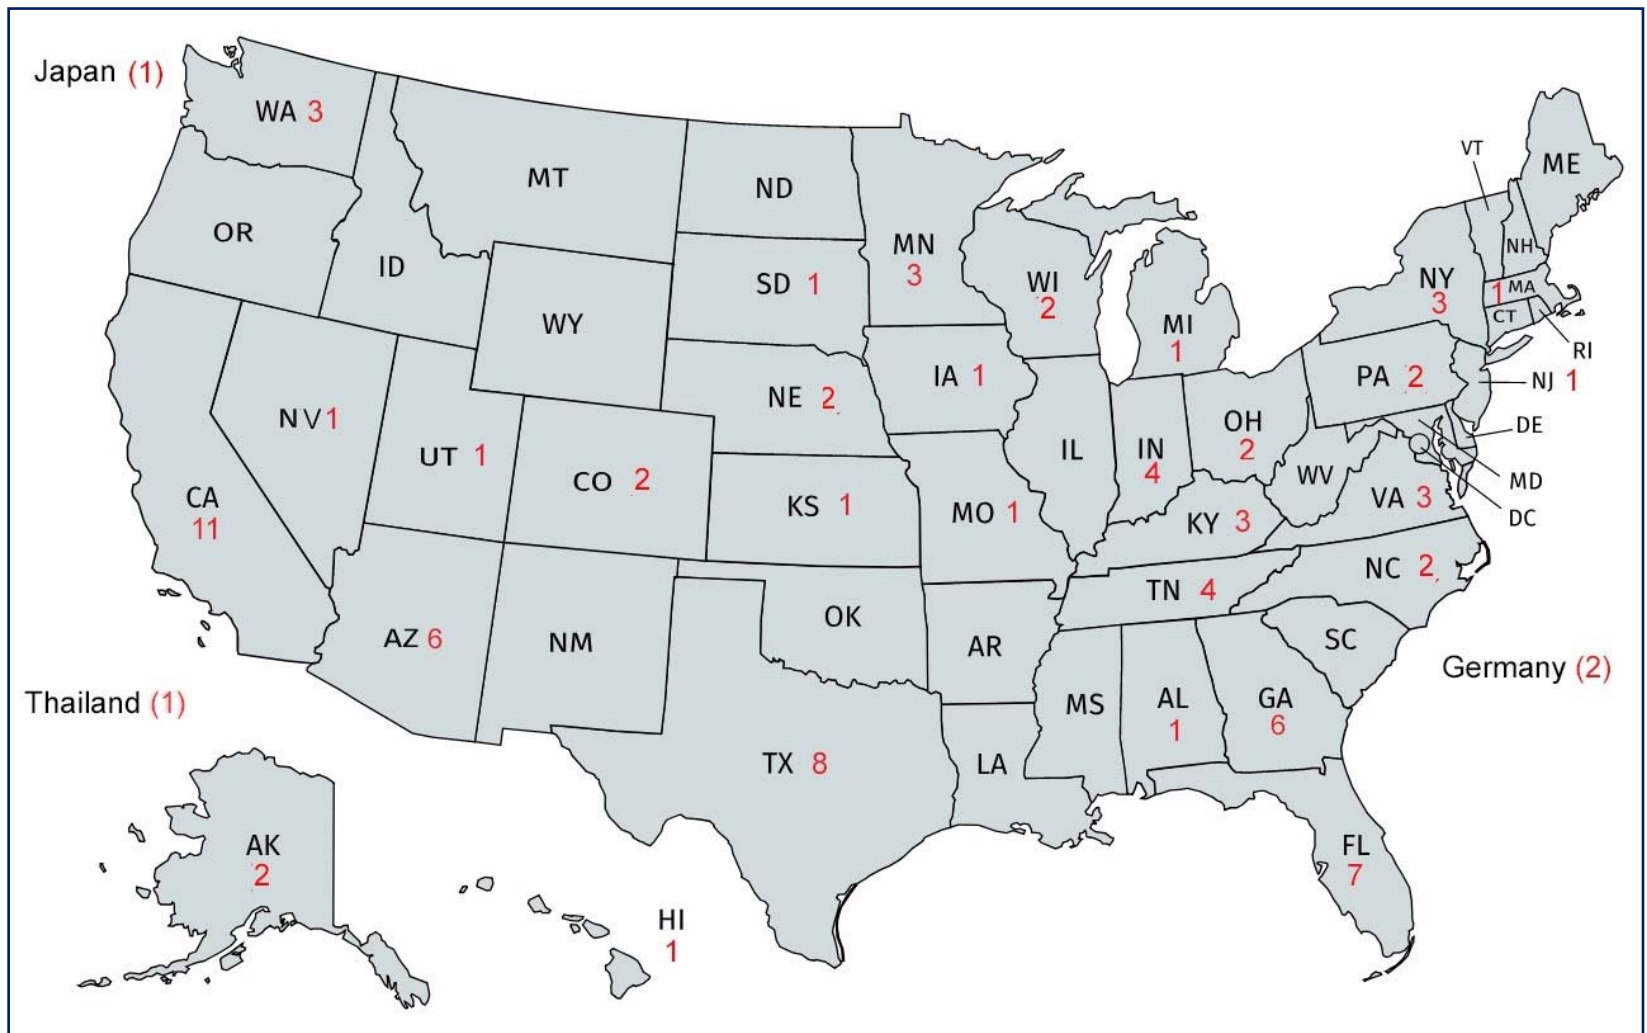 Japan (1)
WA 3
MT
ND
VT
ME
OR
ID
MN
3
NH
SD 1
WI
2
NY
3
1 MA
WY
MI
1
CT
RI
IA 1
PA 2
NJ 1
NE 2
NV 1
UT 1
CO 2
IL
IN
4
OH
2
DE
WV
MD
CA
11
KS 1
MO 1
KY 3
VA 3
DC
NC 2
TN 4
AZ 6
NM
OK
AR
SC
Germany (2)
Thailand (1)
MS
AL
1
GA
6
TX 8
LA
AK
2
FL
7
HI
1